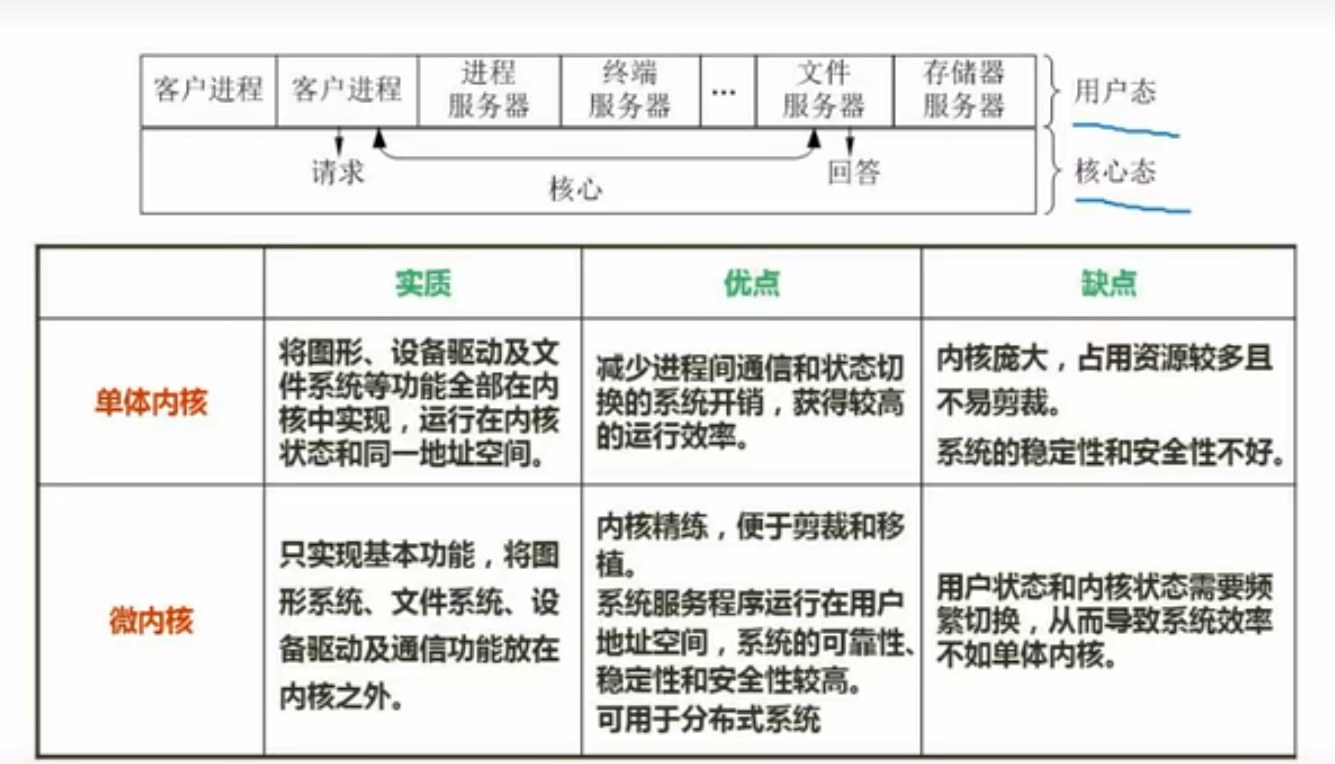 客户进程 客户进程 进程 服务器 终端 服务器 … 文件 服务器 存储器 服务器 用户态
请求 核心 回答 核心态
实质 优点 缺点
单体内核
将图形、设备驱动及文
件系统等功能全部在内
核中实现，运行在内核
状态和同一地址空间。
减少进程间通信和状态切
换的系统开销，获得较高
的运行效率。
内核庞大，占用资源较多且
不易剪裁。
系统的稳定性和安全性不好。
微内核
只实现基本功能，将图
形系统、文件系统、设
备驱动及通信功能放在
内核之外。
内核精练，便于剪裁和移
植。
系统服务程序运行在用户
地址空间，系统的可靠性、
稳定性和安全性较高。
可用于分布式系统
用户状态和内核状态需要频
繁切换，从而导致系统效率
不如单体内核。